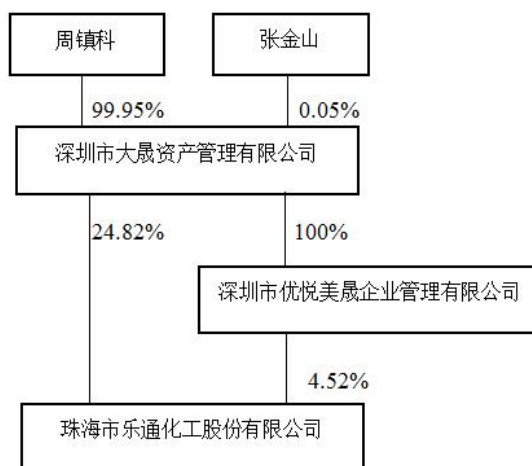 周镇科
张金山
99.95%
0.05%
深圳市大晟资产管理有限公司
24.82%
100%
深圳市优悦美晟企业管理有限公司
4.52%
珠海市乐通化工股份有限公司